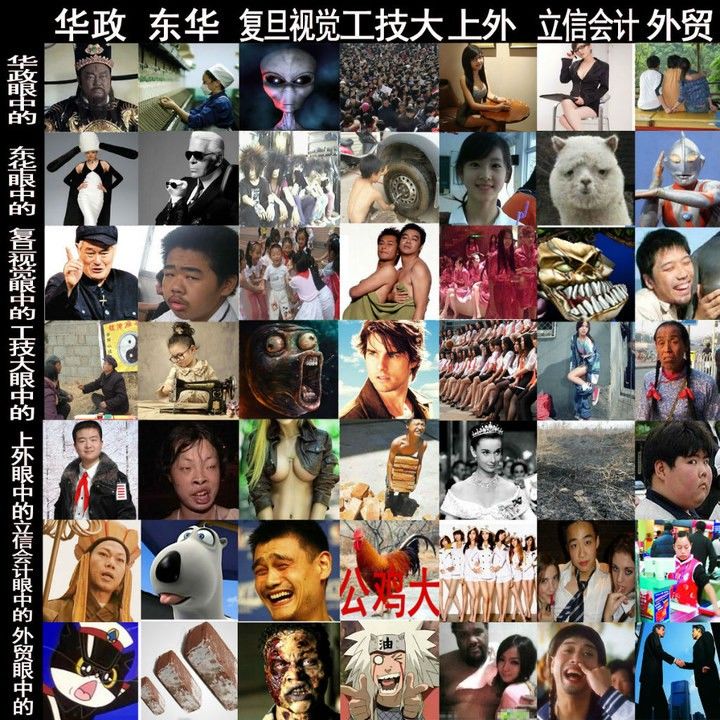 华政 东华 复旦视觉 工技大 上外 立信会计 外贸
华政眼中的
东华眼中的
复旦视觉眼中的
工技大眼中的
上外眼中的
立信会计眼中的
公鸡大
外贸眼中的
油